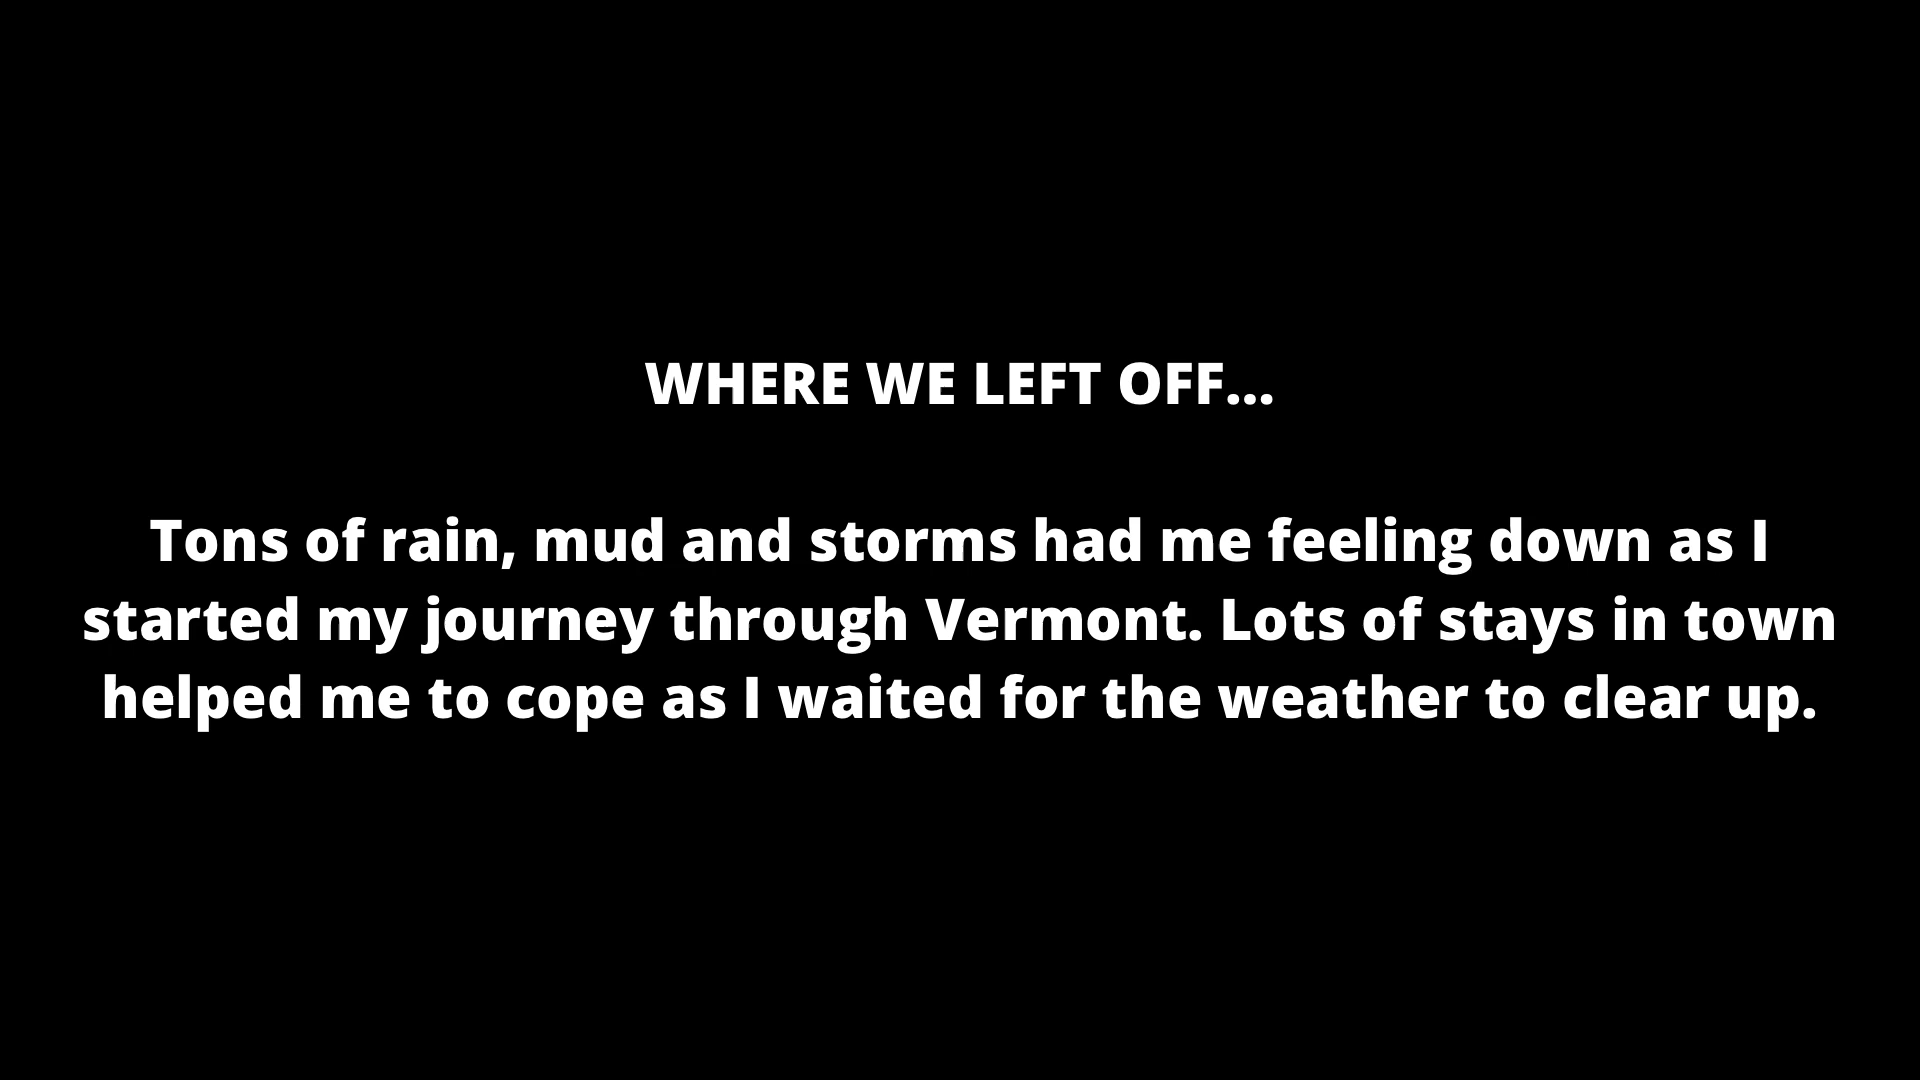 WHERE WE LEFT OFF...
Tons of rain, mud and storms had me feeling down as I
started my journey through Vermont. Lots of stays in town
helped me to cope as I waited for the weather to clear up.